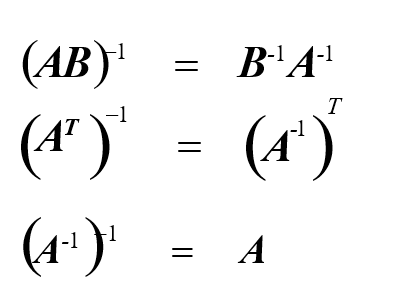 (AB)⁻¹ = B⁻¹A⁻¹
(Aᵀ)⁻¹ = (A⁻¹)ᵀ
(A⁻¹)⁻¹ = A